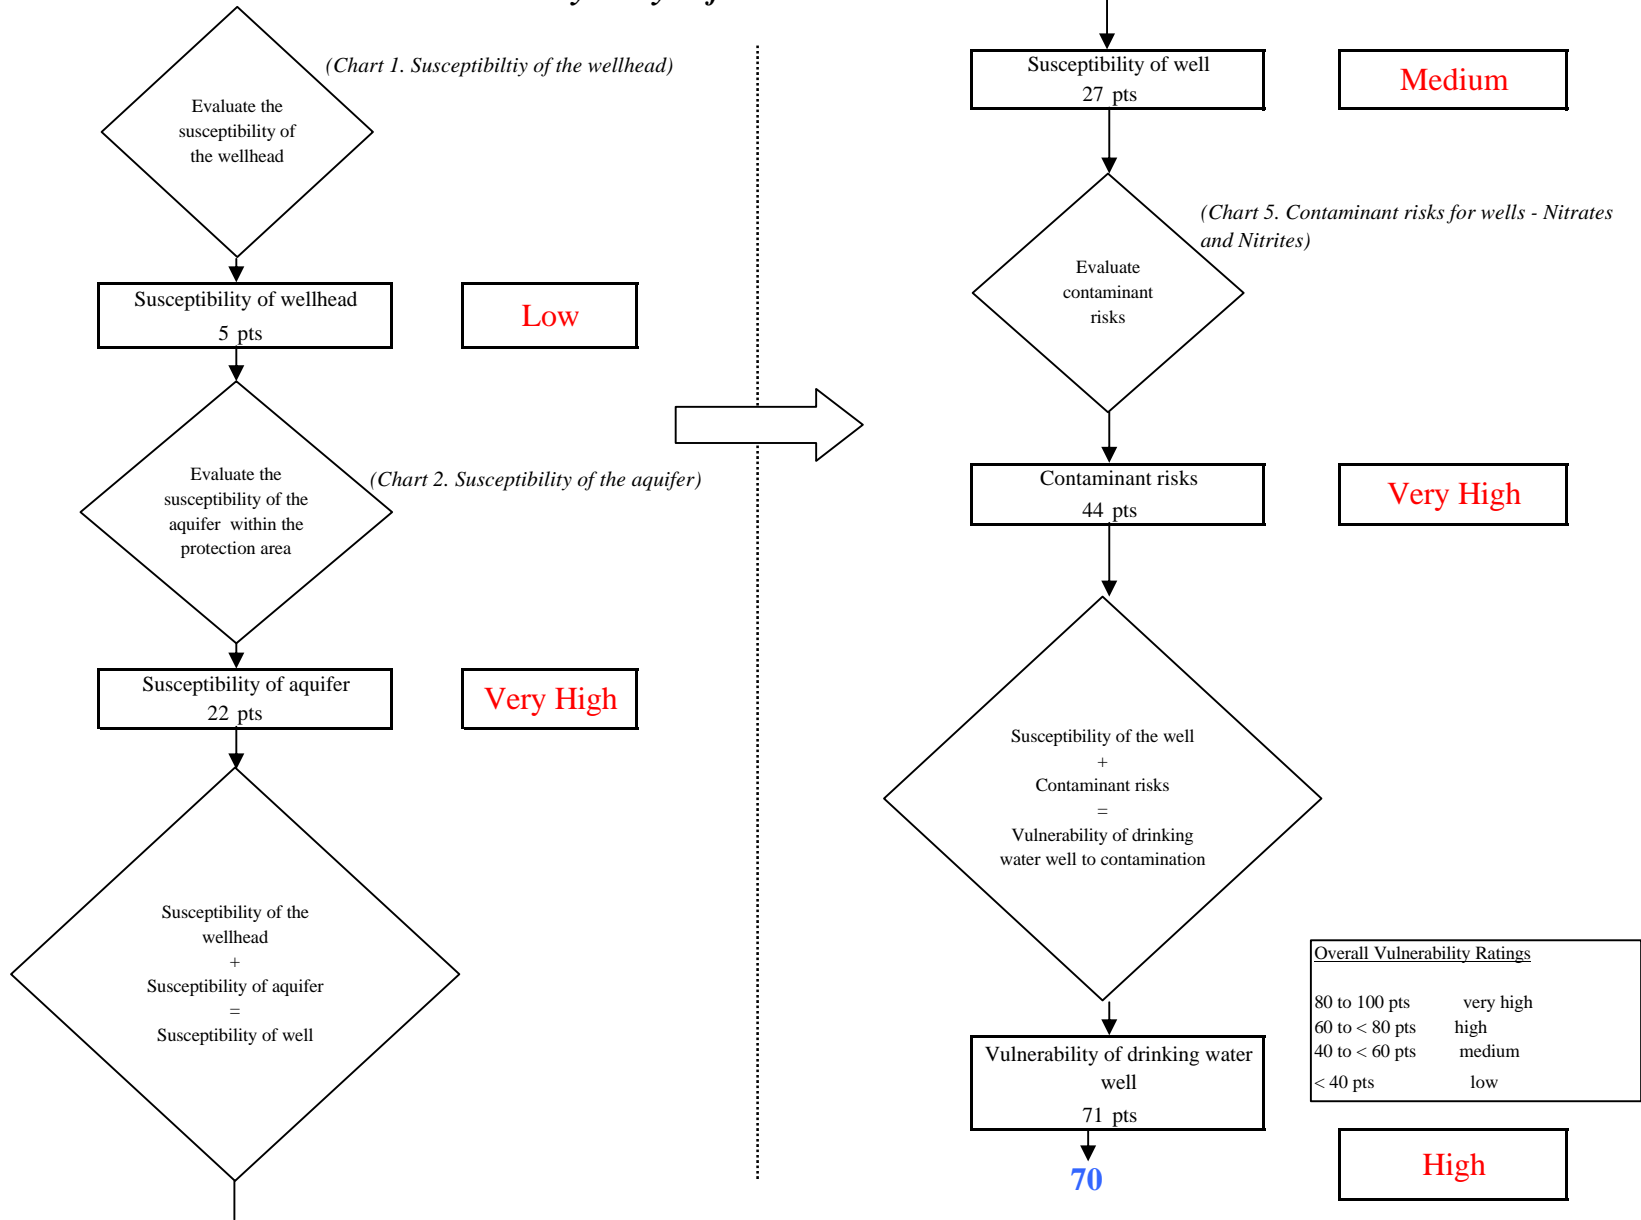 (Chart 1. Susceptibiltiy of the wellhead)
Evaluate the
susceptibility of
the wellhead
Susceptibility of wellhead
5 pts
Low
Evaluate the
susceptibility of the
aquifer within the
protection area
(Chart 2. Susceptibility of the aquifer)
Susceptibility of aquifer
22 pts
Very High
Susceptibility of the
wellhead
+
Susceptibility of aquifer
=
Susceptibility of well
Susceptibility of well
27 pts
Medium
(Chart 5. Contaminant risks for wells - Nitrates
and Nitrites)
Evaluate
contaminant
risks
Contaminant risks
44 pts
Very High
Susceptibility of the well
+
Contaminant risks
=
Vulnerability of drinking
water well to contamination
Overall Vulnerability Ratings
80 to 100 pts very high
60 to < 80 pts high
40 to < 60 pts medium
< 40 pts low
Vulnerability of drinking water
well
71 pts
70
High